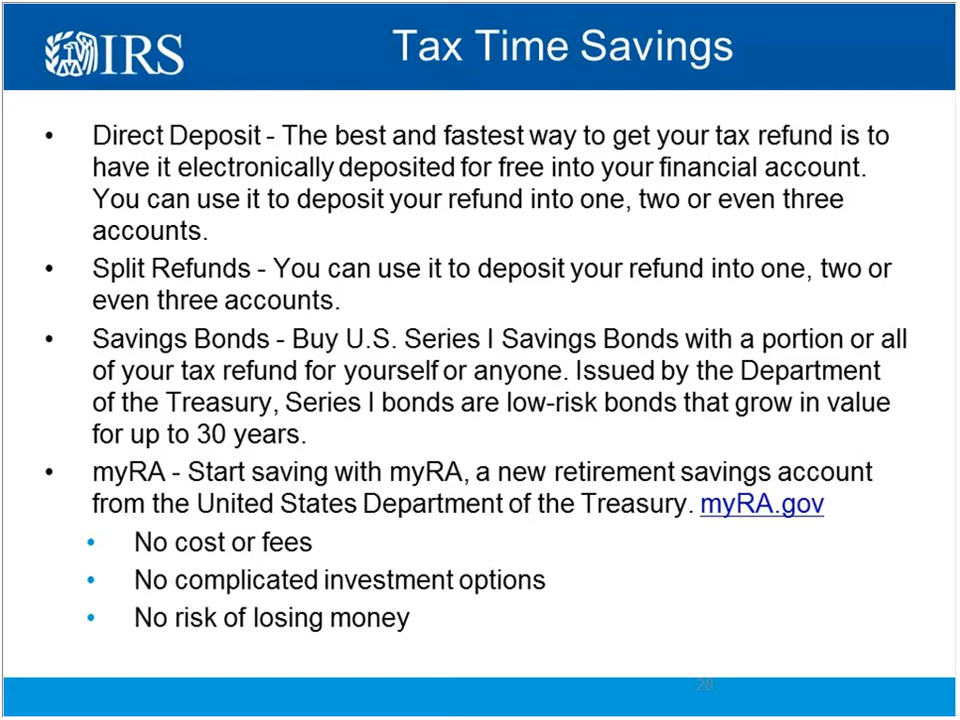 IRS
Tax Time Savings
• Direct Deposit - The best and fastest way to get your tax refund is to
have it electronically deposited for free into your financial account.
You can use it to deposit your refund into one, two or even three
accounts.
• Split Refunds - You can use it to deposit your refund into one, two or
even three accounts.
• Savings Bonds - Buy U.S. Series I Savings Bonds with a portion or all
of your tax refund for yourself or anyone. Issued by the Department
of the Treasury, Series I bonds are low-risk bonds that grow in value
for up to 30 years.
• myRA - Start saving with myRA, a new retirement savings account
from the United States Department of the Treasury. myRA.gov
• No cost or fees
• No complicated investment options
• No risk of losing money
28